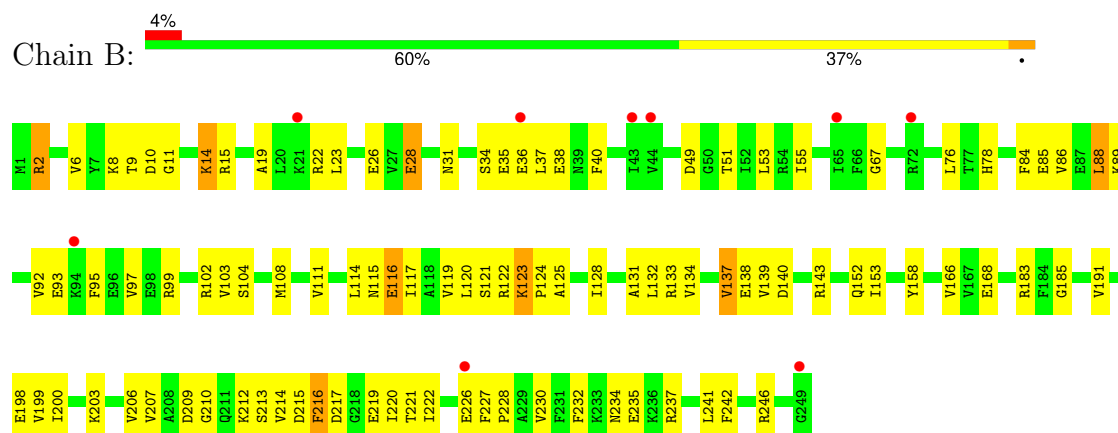 4%
Chain B:
60% 37% •
M1 R2 V6 Y7 K8 T9 D10 G11 K14 R15 A19 L20 K21 R22 L23 E26 V27 E28 N31 S34 E35 E36 L37 E38 N39 F40 I43 V44 D49 G50 T51 I52 L53 R54 I55 I65 F66 G67 R72 L76 T77 H78 F84 E85 V86 E87 L88 K89
V92 E93 K94 F95 E96 V97 E98 R99 R102 V103 S104 M108 V111 L114 N115 E116 I117 A118 V119 L120 S121 R122 K123 P124 A125 I128 A131 L132 R133 V134 V137 E138 V139 D140 R143 Q152 I153 Y158 V166 V167 E168 R183 F184 G185 V191
E198 V199 I200 K203 V206 V207 A208 D209 G210 Q211 K212 S213 V214 D215 F216 D217 G218 E219 I220 T221 I222 E226 F227 P228 A229 V230 F231 F232 K233 N234 E235 K236 R237 L241 F242 R246 G249